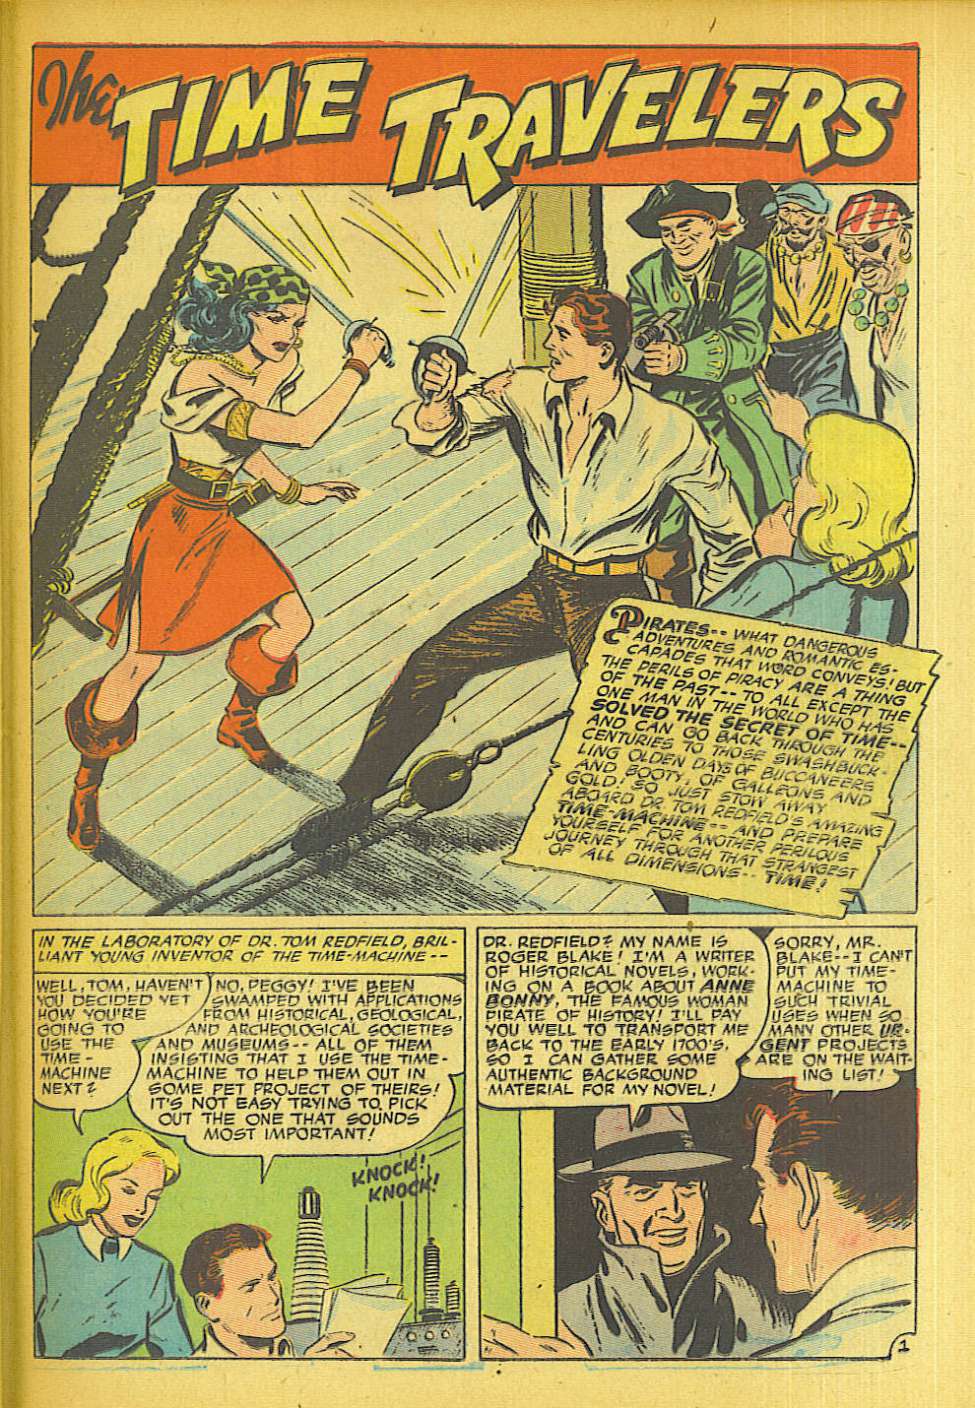 The TIME TRAVELERS
PIRATES-- WHAT DANGEROUS
ADVENTURES AND ROMANTIC ES-
CAPADES THAT WORD CONVEYS! BUT
THE PERILS OF PIRACY ARE A THING
OF THE PAST-- TO ALL EXCEPT THE
ONE MAN IN THE WORLD WHO HAS
SOLVED THE SECRET OF TIME--
AND CAN GO BACK THROUGH THE
CENTURIES TO THOSE SWASHBUCK-
LING OLDEN DAYS OF BUCCANEERS
AND BOOTY, OF GALLEONS AND
GOLD! SO JUST STOW AWAY
ABOARD DR. TOM REDFIELD'S AMAZING
TIME-MACHINE-- AND PREPARE
YOURSELF FOR ANOTHER PERILOUS
JOURNEY THROUGH THAT STRANGEST
OF ALL DIMENSIONS-- TIME!
IN THE LABORATORY OF DR. TOM REDFIELD, BRIL-
LIANT YOUNG INVENTOR OF THE TIME-MACHINE--
WELL, TOM, HAVEN'T
YOU DECIDED YET
HOW YOU'RE
GOING TO
USE THE
TIME-
MACHINE
NEXT?
NO, PEGGY! I'VE BEEN
SWAMPED WITH APPLICATIONS
FROM HISTORICAL, GEOLOGICAL,
AND ARCHEOLOGICAL SOCIETIES
AND MUSEUMS-- ALL OF THEM
INSISTING THAT I USE THE TIME-
MACHINE TO HELP THEM OUT IN
SOME PET PROJECT OF THEIRS!
IT'S NOT EASY TRYING TO PICK
OUT THE ONE THAT SOUNDS
MOST IMPORTANT!
KNOCK!
KNOCK!
DR. REDFIELD? MY NAME IS
ROGER BLAKE! I'M A WRITER
OF HISTORICAL NOVELS, WORK-
ING ON A BOOK ABOUT ANNE
BONNY, THE FAMOUS WOMAN
PIRATE OF HISTORY! I'LL PAY
YOU WELL TO TRANSPORT ME
BACK TO THE EARLY 1700'S,
SO I CAN GATHER SOME
AUTHENTIC BACKGROUND
MATERIAL FOR MY NOVEL!
SORRY, MR.
BLAKE-- I CAN'T
PUT MY TIME-
MACHINE TO
SUCH TRIVIAL
USES WHEN SO
MANY OTHER UR-
GENT PROJECTS
ARE ON THE WAIT-
ING LIST!
1